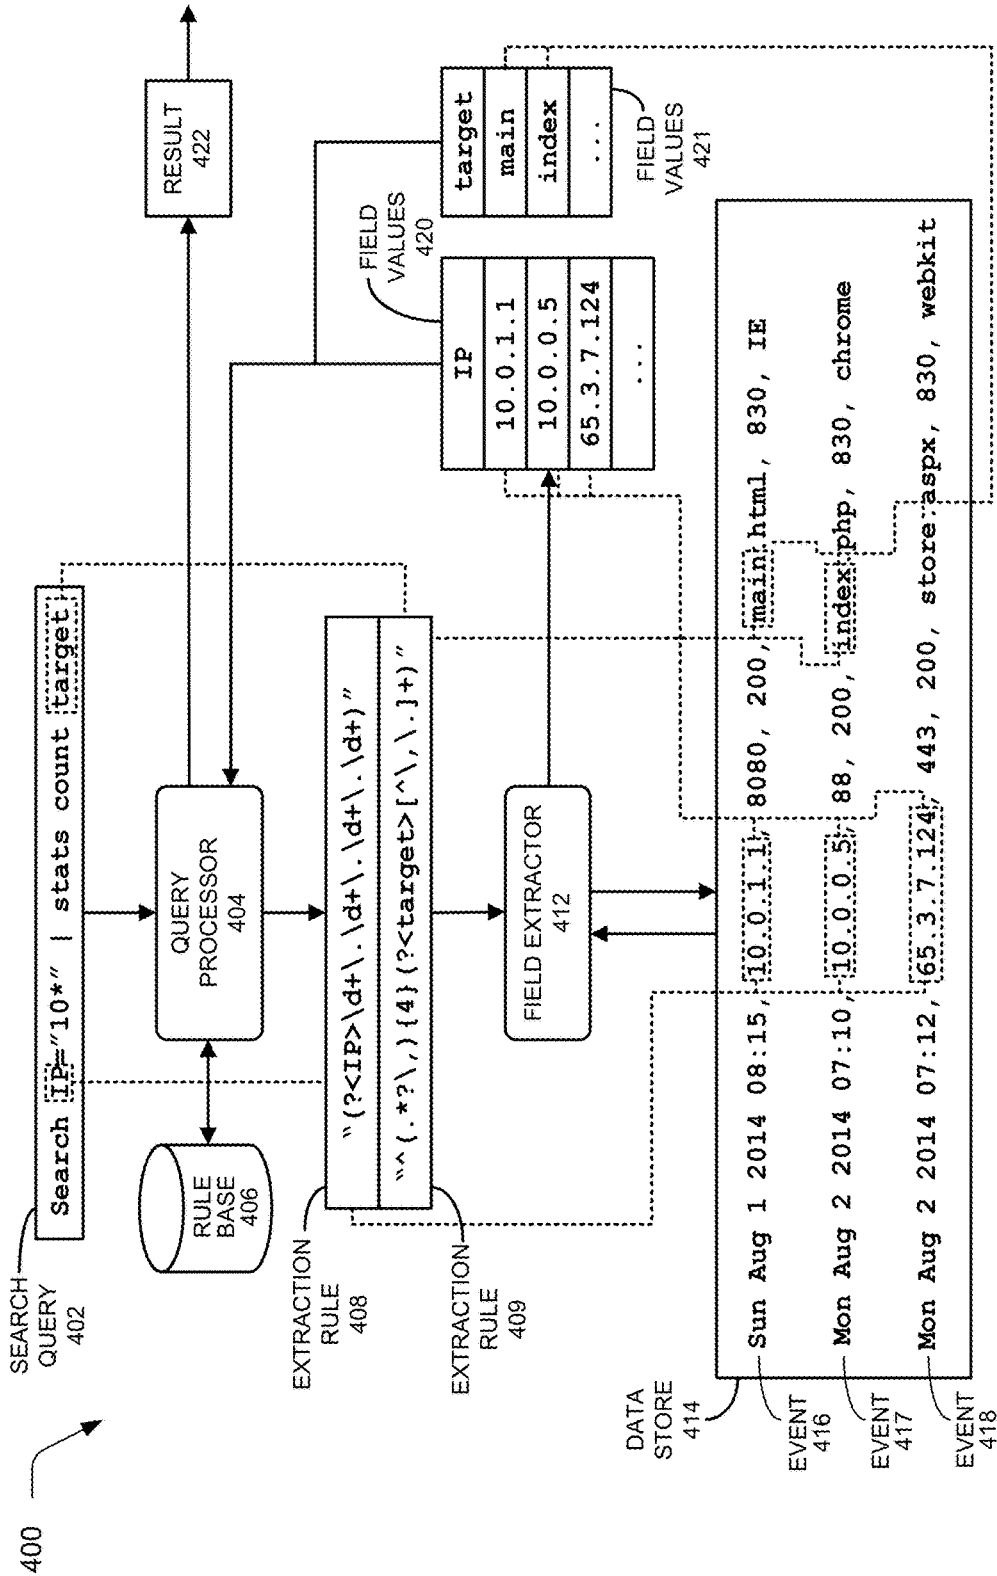 400
SEARCH
QUERY
402
Search IP="10*" | stats count target
RULE
BASE
406
QUERY
PROCESSOR
404
RESULT
422
EXTRACTION
RULE
408
"(?<IP>\d+\.\d+\.\d+\.\d+)"
EXTRACTION
RULE
409
"^(.*?\,){4}(?<target>[^\,\.]+)"
FIELD EXTRACTOR
412
FIELD
VALUES
420
IP
10.0.1.1
10.0.0.5
65.3.7.124
...
target
main
index
...
FIELD
VALUES
421
DATA
STORE
414
EVENT
416
Sun Aug 1 2014 08:15, 10.0.1.1, 8080, 200, main.html, 830, IE
EVENT
417
Mon Aug 2 2014 07:10, 10.0.0.5, 88, 200, index.php, 830, chrome
EVENT
418
Mon Aug 2 2014 07:12, 65.3.7.124, 443, 200, store.aspx, 830, webkit